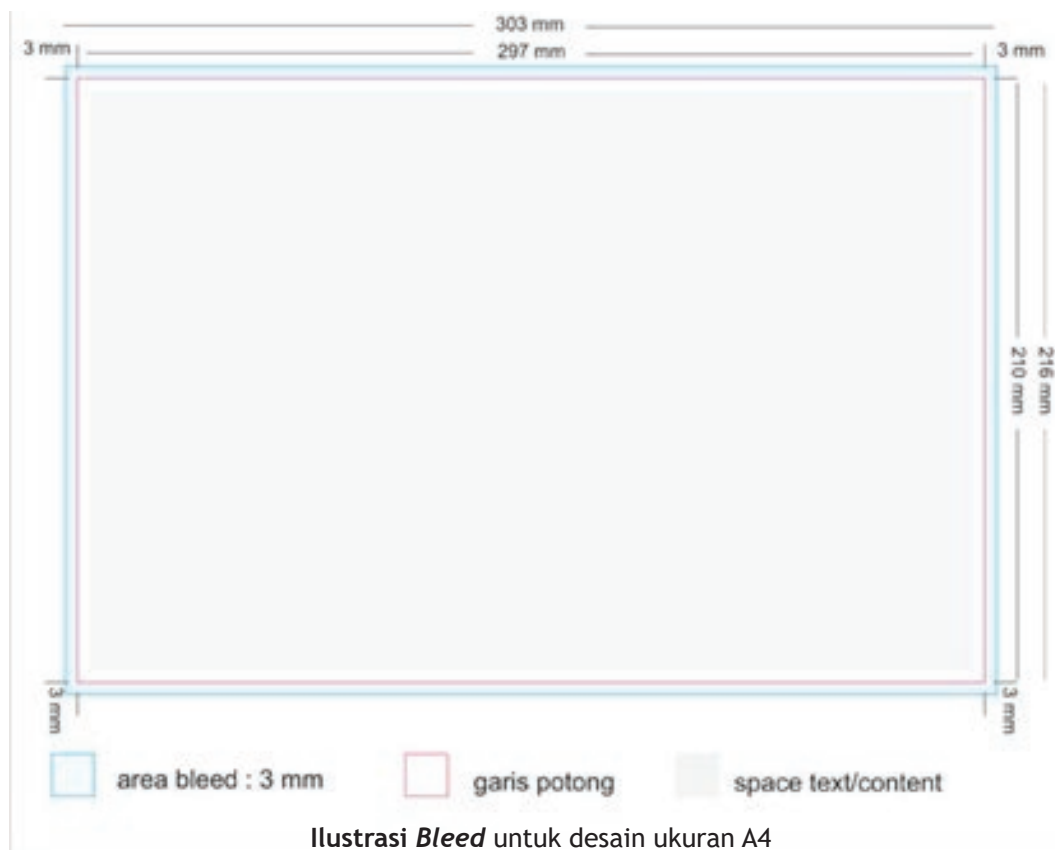 303 mm
3 mm
297 mm
3 mm
210 mm
216 mm
3 mm
3 mm
area bleed : 3 mm
garis potong
space text/content
Ilustrasi Bleed untuk desain ukuran A4